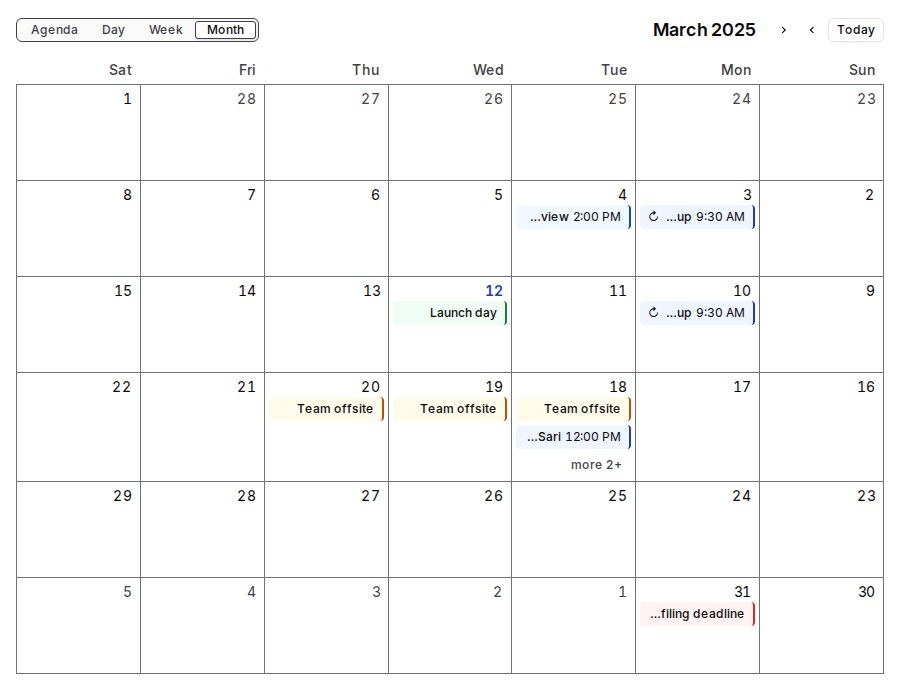 Agenda Day Week Month March 2025 Today
Sat Fri Thu Wed Tue Mon Sun
1 28 27 26 25 24 23
8 7 6 5 4 3 2
...view 2:00 PM ...up 9:30 AM
15 14 13 12 11 10 9
Launch day ...up 9:30 AM
22 21 20 19 18 17 16
Team offsite Team offsite Team offsite
...Sari 12:00 PM
more 2+
29 28 27 26 25 24 23
5 4 3 2 1 31 30
...filing deadline